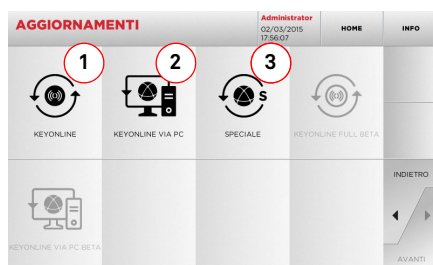 AGGIORNAMENTI
Administrator
02/03/2015
17:56:07
HOME
INFO
1
2
3
S
KEYONLINE
KEYONLINE VIA PC
SPECIALE
KEYONLINE FULL BETA
KEYONLINE VIA PC BETA
INDIETRO
AVANTI